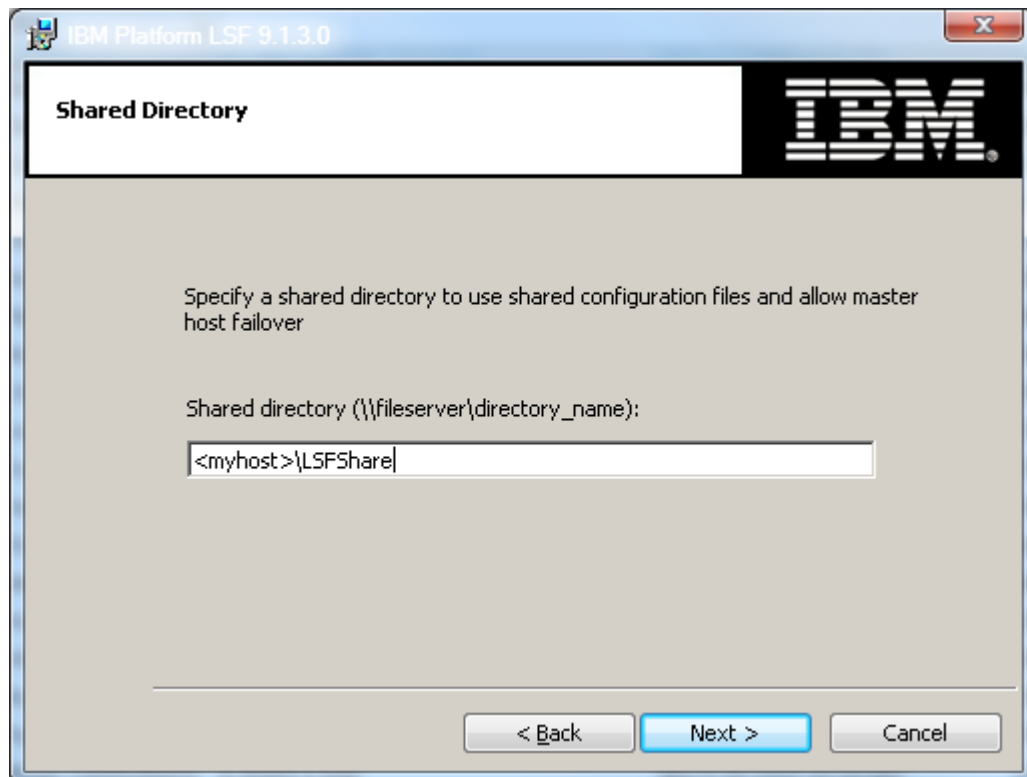 IBM Platform LSF 9.1.3.0
Shared Directory
IBM®
Specify a shared directory to use shared configuration files and allow master
host failover
Shared directory (\\fileserver\directory_name):
<myhost>\LSFShare
< Back
Next >
Cancel